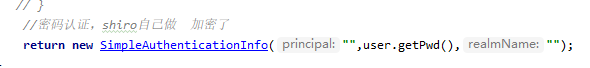 // }
//密码认证，shiro自己做  加密了
return new SimpleAuthenticationInfo( principal: "",user.getPwd(), realmName: "");